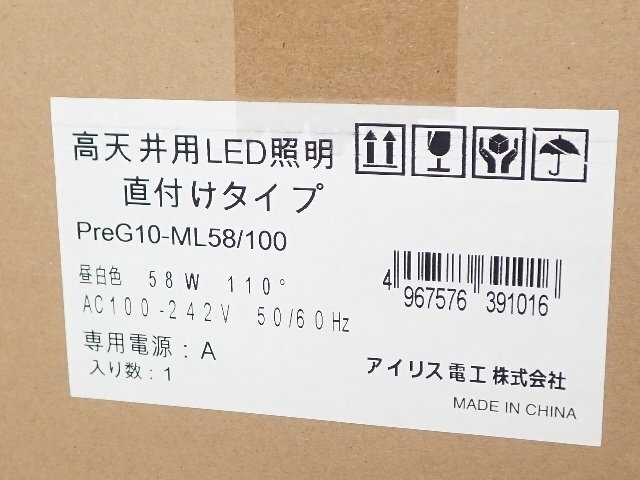 高天井用LED照明
直付けタイプ
PreG10-ML58/100
昼白色 58W 110°
AC100-242V 50/60Hz
専用電源:A
入り数:1
4 967576 391016
アイリス電工株式会社
MADE IN CHINA